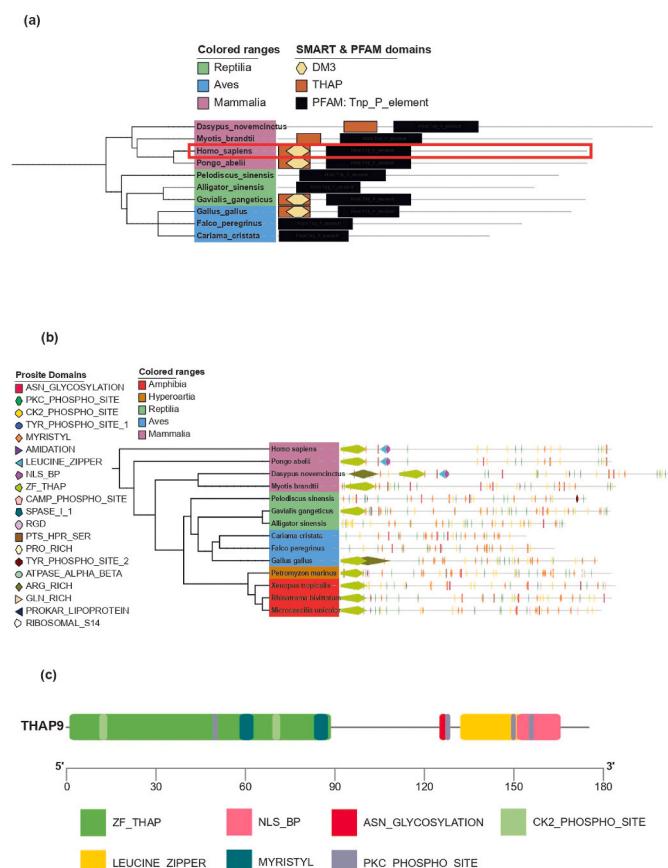 (a)
Colored ranges SMART & PFAM domains
Reptilia DM3
Aves THAP
Mammalia PFAM: Tnp_P_element
Dasypus_novemcinctus
Myotis_brandtii
Homo_sapiens
Pongo_abelii
Pelodiscus_sinensis
Alligator_sinensis
Gavialis_gangeticus
Gallus_gallus
Falco_peregrinus
Cariama_cristata
(b)
Prosite Domains
ASN_GLYCOSYLATION
PKC_PHOSPHO_SITE
CK2_PHOSPHO_SITE
TYR_PHOSPHO_SITE_1
MYRISTYL
AMIDATION
LEUCINE_ZIPPER
NLS_BP
ZF_THAP
CAMP_PHOSPHO_SITE
SPASE_I_1
RGD
PTS_HPR_SER
PRO_RICH
TYR_PHOSPHO_SITE_2
ATPASE_ALPHA_BETA
ARG_RICH
GLN_RICH
PROKAR_LIPOPROTEIN
RIBOSOMAL_S14
Colored ranges
Amphibia
Hyperoartia
Reptilia
Aves
Mammalia
Homo sapiens
Pongo abelii
Dasypus novemcinctus
Myotis brandtii
Pelodiscus sinensis
Gavialis gangeticus
Alligator sinensis
Cariama cristata
Falco peregrinus
Gallus gallus
Petromyzon marinus
Xenopus tropicalis
Rhinatrema bivittatum
Microcaecilia unicolor
(c)
THAP9
5' 3'
0 30 60 90 120 150 180
ZF_THAP NLS_BP ASN_GLYCOSYLATION CK2_PHOSPHO_SITE
LEUCINE_ZIPPER MYRISTYL PKC_PHOSPHO_SITE